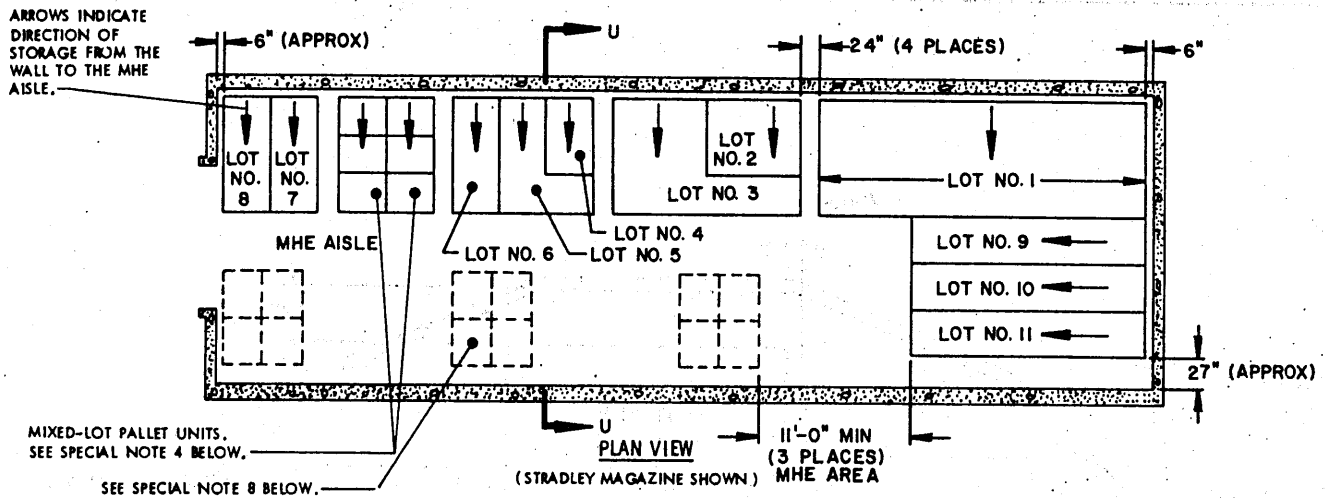 ARROWS INDICATE
DIRECTION OF
STORAGE FROM THE
WALL TO THE MHE
AISLE.
6" (APPROX)
U
24" (4 PLACES)
6"
LOT
NO.
8
LOT
NO.
7
LOT
NO. 2
LOT NO. 3
LOT NO. 1
LOT NO. 4
LOT NO. 6
LOT NO. 5
MHE AISLE
LOT NO. 9
LOT NO. 10
LOT NO. 11
27" (APPROX)
MIXED-LOT PALLET UNITS.
SEE SPECIAL NOTE 4 BELOW.
SEE SPECIAL NOTE 8 BELOW.
U
PLAN VIEW
(STRADLEY MAGAZINE SHOWN)
11'-0" MIN
(3 PLACES)
MHE AREA